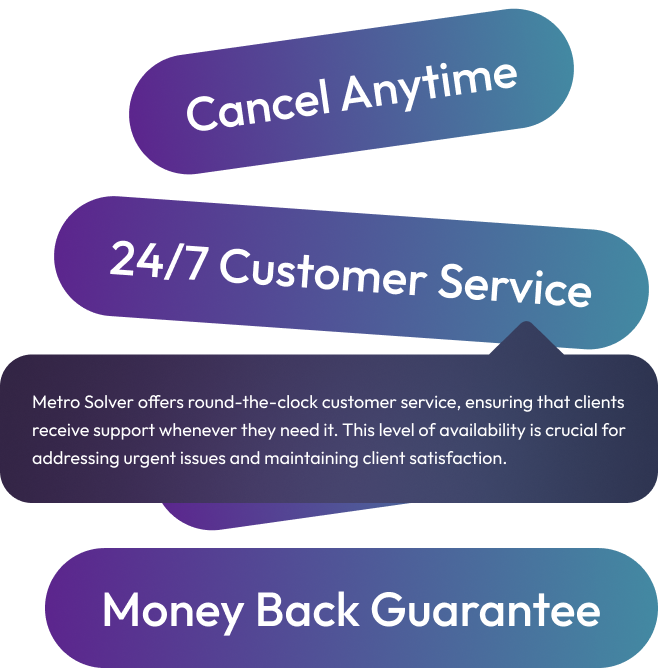 Cancel Anytime
24/7 Customer Service
Metro Solver offers round-the-clock customer service, ensuring that clients
receive support whenever they need it. This level of availability is crucial for
addressing urgent issues and maintaining client satisfaction.
Money Back Guarantee